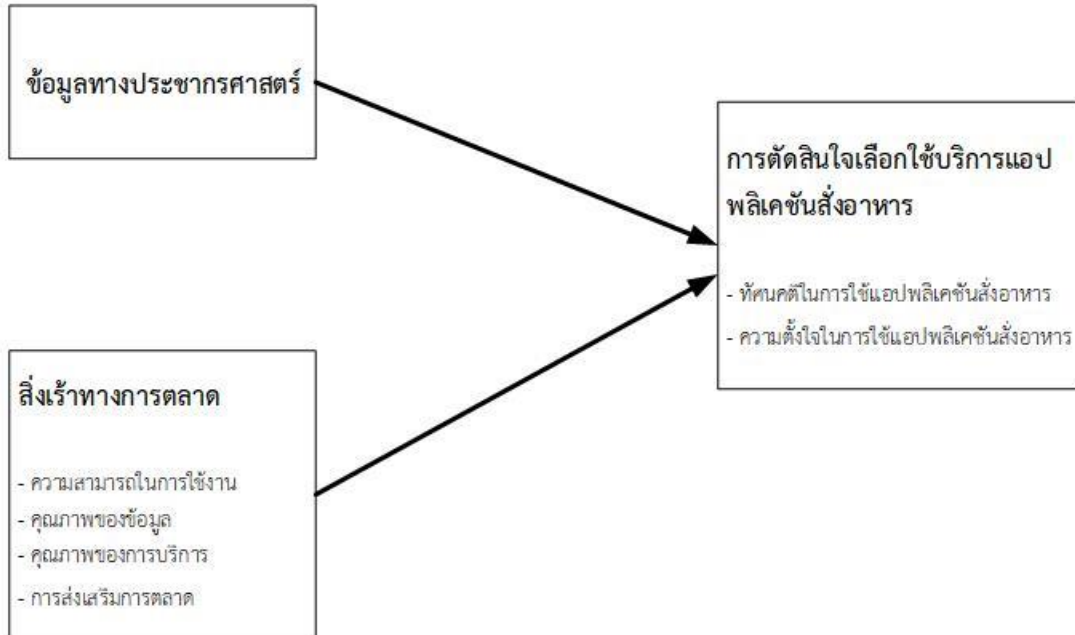 ข้อมูลทางประชากรศาสตร์
การตัดสินใจเลือกใช้บริการแอป
พลิเคชันสั่งอาหาร
- ทัศนคติในการใช้แอปพลิเคชันสั่งอาหาร
- ความตั้งใจในการใช้แอปพลิเคชันสั่งอาหาร
สิ่งเร้าทางการตลาด
- ความสามารถในการใช้งาน
- คุณภาพของข้อมูล
- คุณภาพของการบริการ
- การส่งเสริมการตลาด